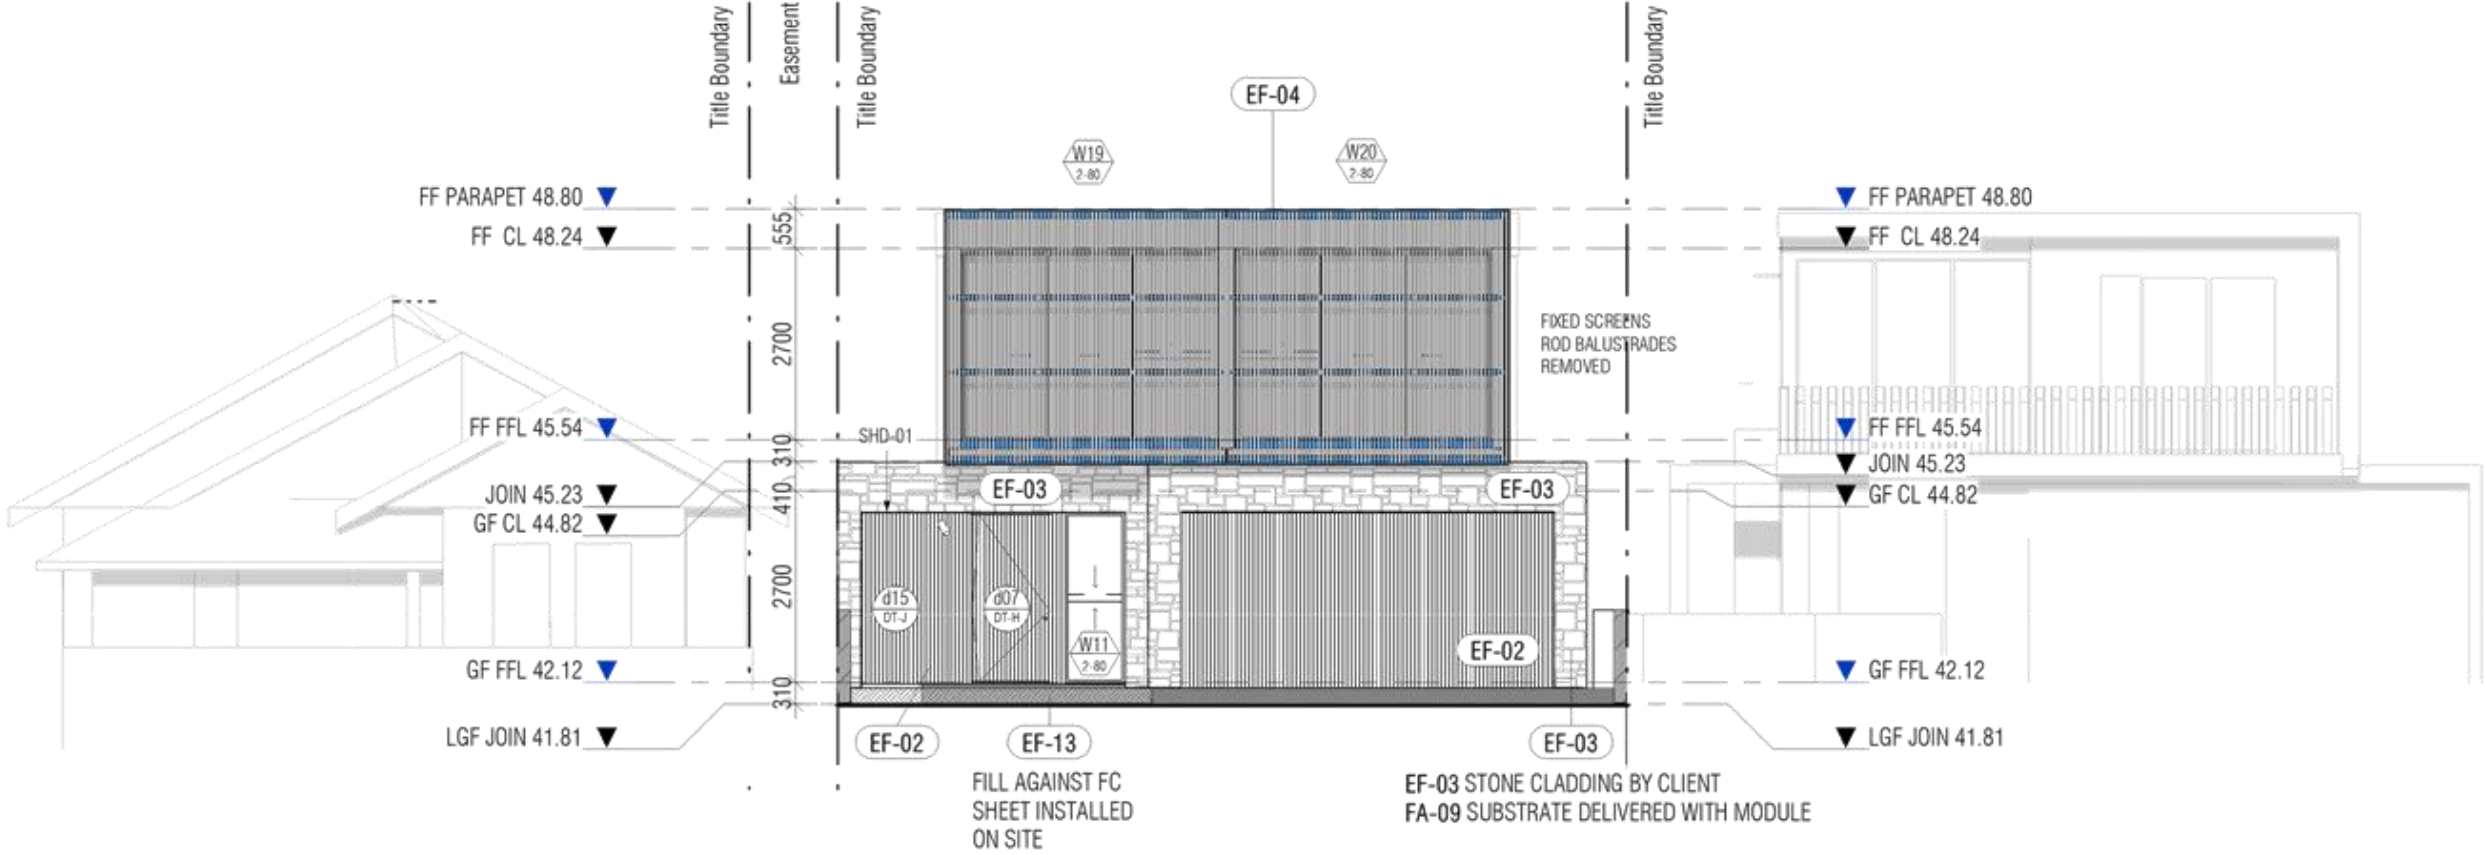 Title Boundary
Easement
Title Boundary
Title Boundary
EF-04
W19
2-80
W20
2-80
FF PARAPET 48.80
FF CL 48.24
FF FFL 45.54
JOIN 45.23
GF CL 44.82
GF FFL 42.12
LGF JOIN 41.81
555
2700
310
410
2700
310
SHD-01
EF-03
EF-03
d15
DT-J
d07
DT-H
W11
2-80
EF-02
FIXED SCREENS
ROD BALUSTRADES
REMOVED
FF PARAPET 48.80
FF CL 48.24
FF FFL 45.54
JOIN 45.23
GF CL 44.82
GF FFL 42.12
LGF JOIN 41.81
EF-02
EF-13
EF-03
FILL AGAINST FC
SHEET INSTALLED
ON SITE
EF-03 STONE CLADDING BY CLIENT
FA-09 SUBSTRATE DELIVERED WITH MODULE